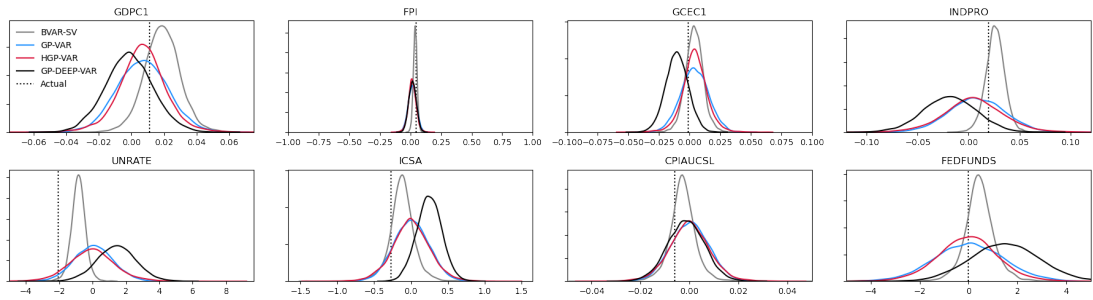 GDPC1
BVAR-SV
GP-VAR
HGP-VAR
GP-DEEP-VAR
Actual
−0.06 −0.04 −0.02 0.00 0.02 0.04 0.06
FPI
−1.00 −0.75 −0.50 −0.25 0.00 0.25 0.50 0.75 1.00
GCEC1
−0.100−0.075−0.050−0.025 0.000 0.025 0.050 0.075 0.100
INDPRO
−0.10 −0.05 0.00 0.05 0.10
UNRATE
−4 −2 0 2 4 6 8
ICSA
−1.5 −1.0 −0.5 0.0 0.5 1.0 1.5
CPIAUCSL
−0.04 −0.02 0.00 0.02 0.04
FEDFUNDS
−4 −2 0 2 4